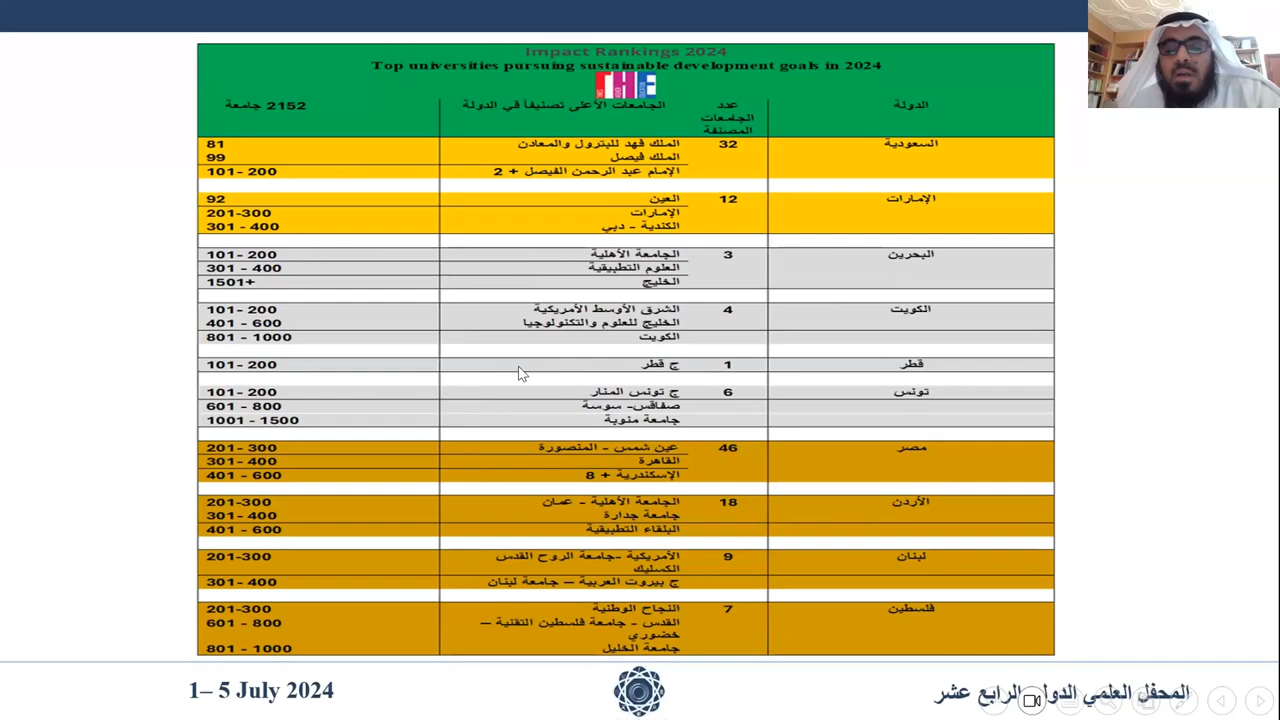 Impact Rankings 2024
Top universities pursuing sustainable development goals in 2024
THE
الدولة عدد الجامعات المصنفة الجامعات الأعلى تصنيفاً في الدولة 2152 جامعة
السعودية 32 الملك فهد للبترول والمعادن 81
الملك فيصل 99
الإمام عبد الرحمن الفيصل + 2 101- 200
الإمارات 12 العين 92
الإمارات 201-300
الكندية - دبي 301 - 400
البحرين 3 الجامعة الأهلية 101- 200
العلوم التطبيقية 301 - 400
الخليج 1501+
الكويت 4 الشرق الأوسط الأمريكية 101- 200
الخليج للعلوم والتكنولوجيا 401 - 600
الكويت 801 - 1000
قطر 1 ج قطر 101- 200
تونس 6 ج تونس المنار 101- 200
صفاقس- سوسة 601 - 800
جامعة منوبة 1001 - 1500
مصر 46 عين شمس - المنصورة 201- 300
القاهرة 301- 400
الإسكندرية + 8 401 - 600
الأردن 18 الجامعة الأهلية - عمان 201-300
جامعة جدارة 301- 400
البلقاء التطبيقية 401 - 600
لبنان 9 الأمريكية -جامعة الروح القدس 201-300
الكسليك
ج بيروت العربية – جامعة لبنان 301- 400
فلسطين 7 النجاح الوطنية 201-300
القدس - جامعة فلسطين التقنية – 601 - 800
خضوري
جامعة الخليل 801 - 1000
المحفل العلمي الدولي الرابع عشر
1– 5 July 2024